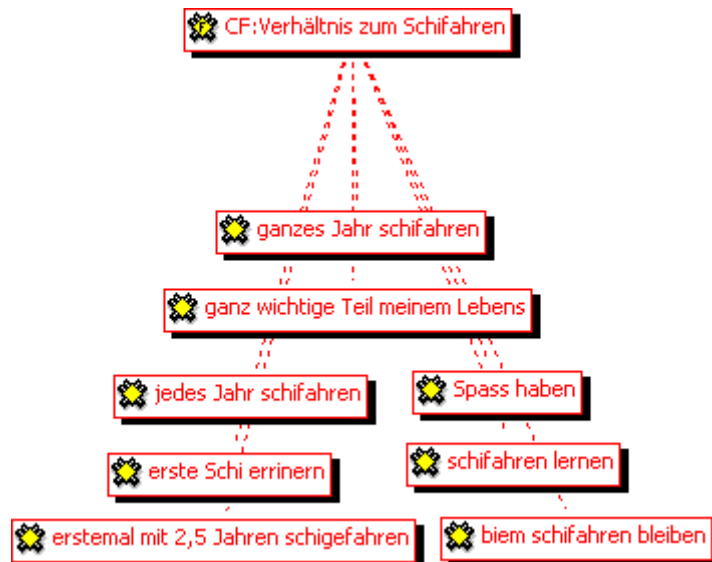 CF:Verhältnis zum Schifahren
ganzes Jahr schifahren
ganz wichtige Teil meinem Lebens
jedes Jahr schifahren
Spass haben
erste Schi errinern
schifahren lernen
erstemal mit 2,5 Jahren schigefahren
biem schifahren bleiben